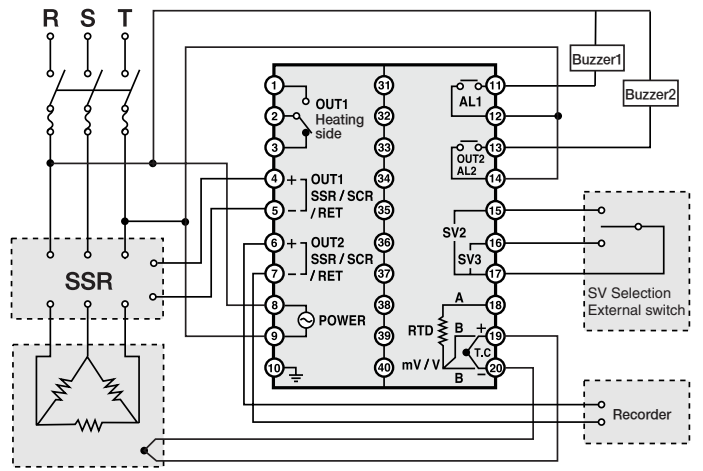 R S T
Buzzer1
Buzzer2
1 31 11
OUT1
Heating
side
AL1
2 32 12
3 33 13
OUT2
AL2
4 34 14
+ OUT1
SSR / SCR
/ RET
5 35 15
−
SV2
6 36 16
+ OUT2
SSR / SCR
/ RET
SV3
7 37 17
−
SSR
SV Selection
External switch
8 38 18
POWER
A
RTD
B +
9 39 19
T.C
mV / V
B −
10 40 20
Recorder